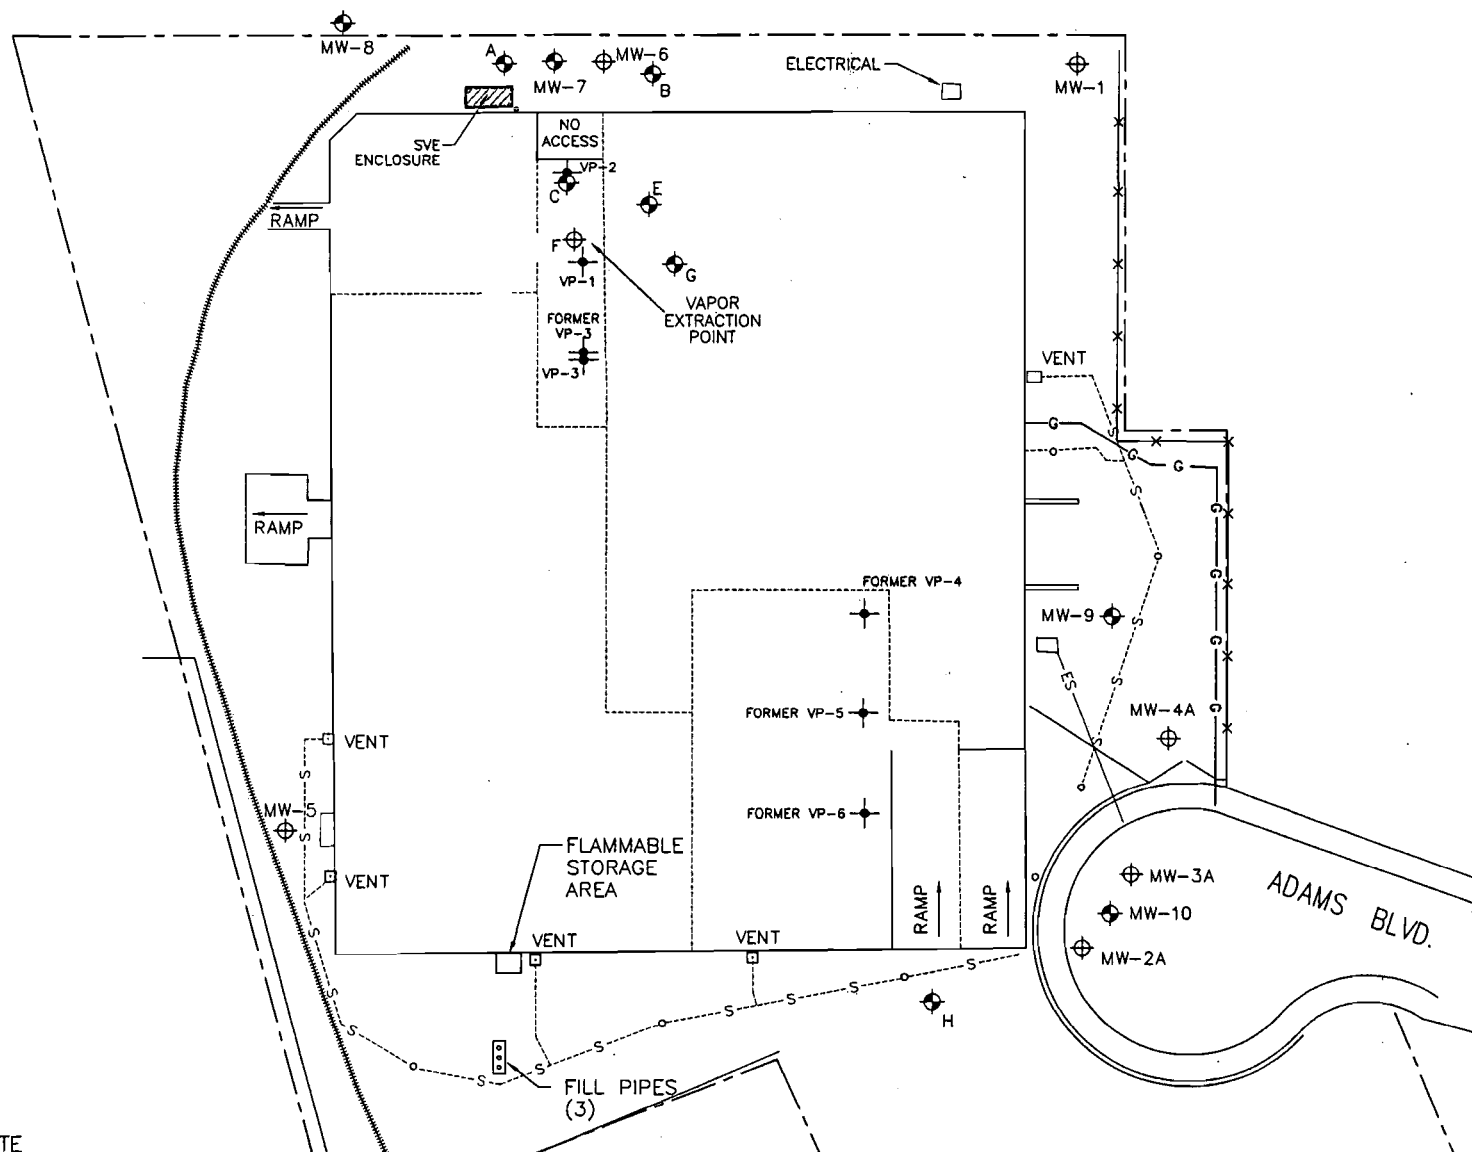 MW-8
A
MW-7
MW-6
B
ELECTRICAL
MW-1
SVE
ENCLOSURE
NO
ACCESS
VP-2
C
E
RAMP
F
VP-1
G
VAPOR
EXTRACTION
POINT
FORMER
VP-3
VP-3
VENT
G
S
G
G
S
RAMP
G
FORMER VP-4
G
MW-9
S
G
ES
S
G
FORMER VP-5
MW-4A
VENT
S
S
MW-5
S
FORMER VP-6
FLAMMABLE
STORAGE
AREA
VENT
RAMP
RAMP
MW-3A
MW-10
MW-2A
ADAMS BLVD.
S
VENT
VENT
S
S
S
S
S
H
S
S
S
S
FILL PIPES
(3)
TE